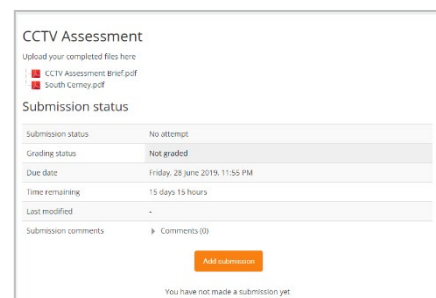 CCTV Assessment
Upload your completed files here
CCTV Assessment Brief.pdf
South Cerney.pdf
Submission status
Submission status No attempt
Grading status Not graded
Due date Friday, 28 June 2019, 11:55 PM
Time remaining 15 days 15 hours
Last modified -
Submission comments Comments (0)
Add submission
You have not made a submission yet